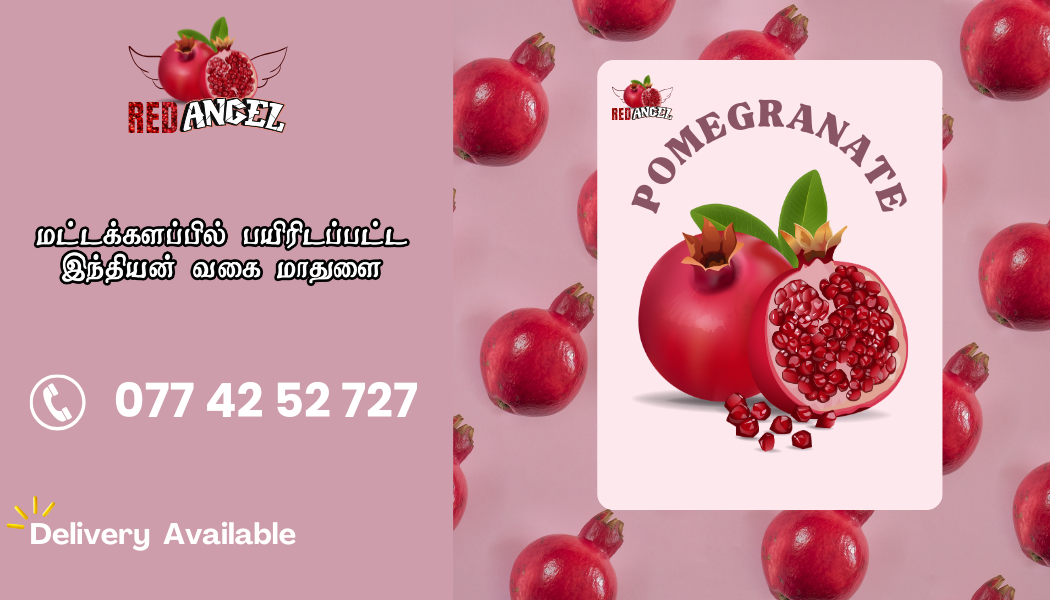 RED ANGEL
மட்டக்களப்பில் பயிரிடப்பட்ட
இந்தியன் வகை மாதுளை
077 42 52 727
Delivery Available
RED ANGEL
POMEGRANATE